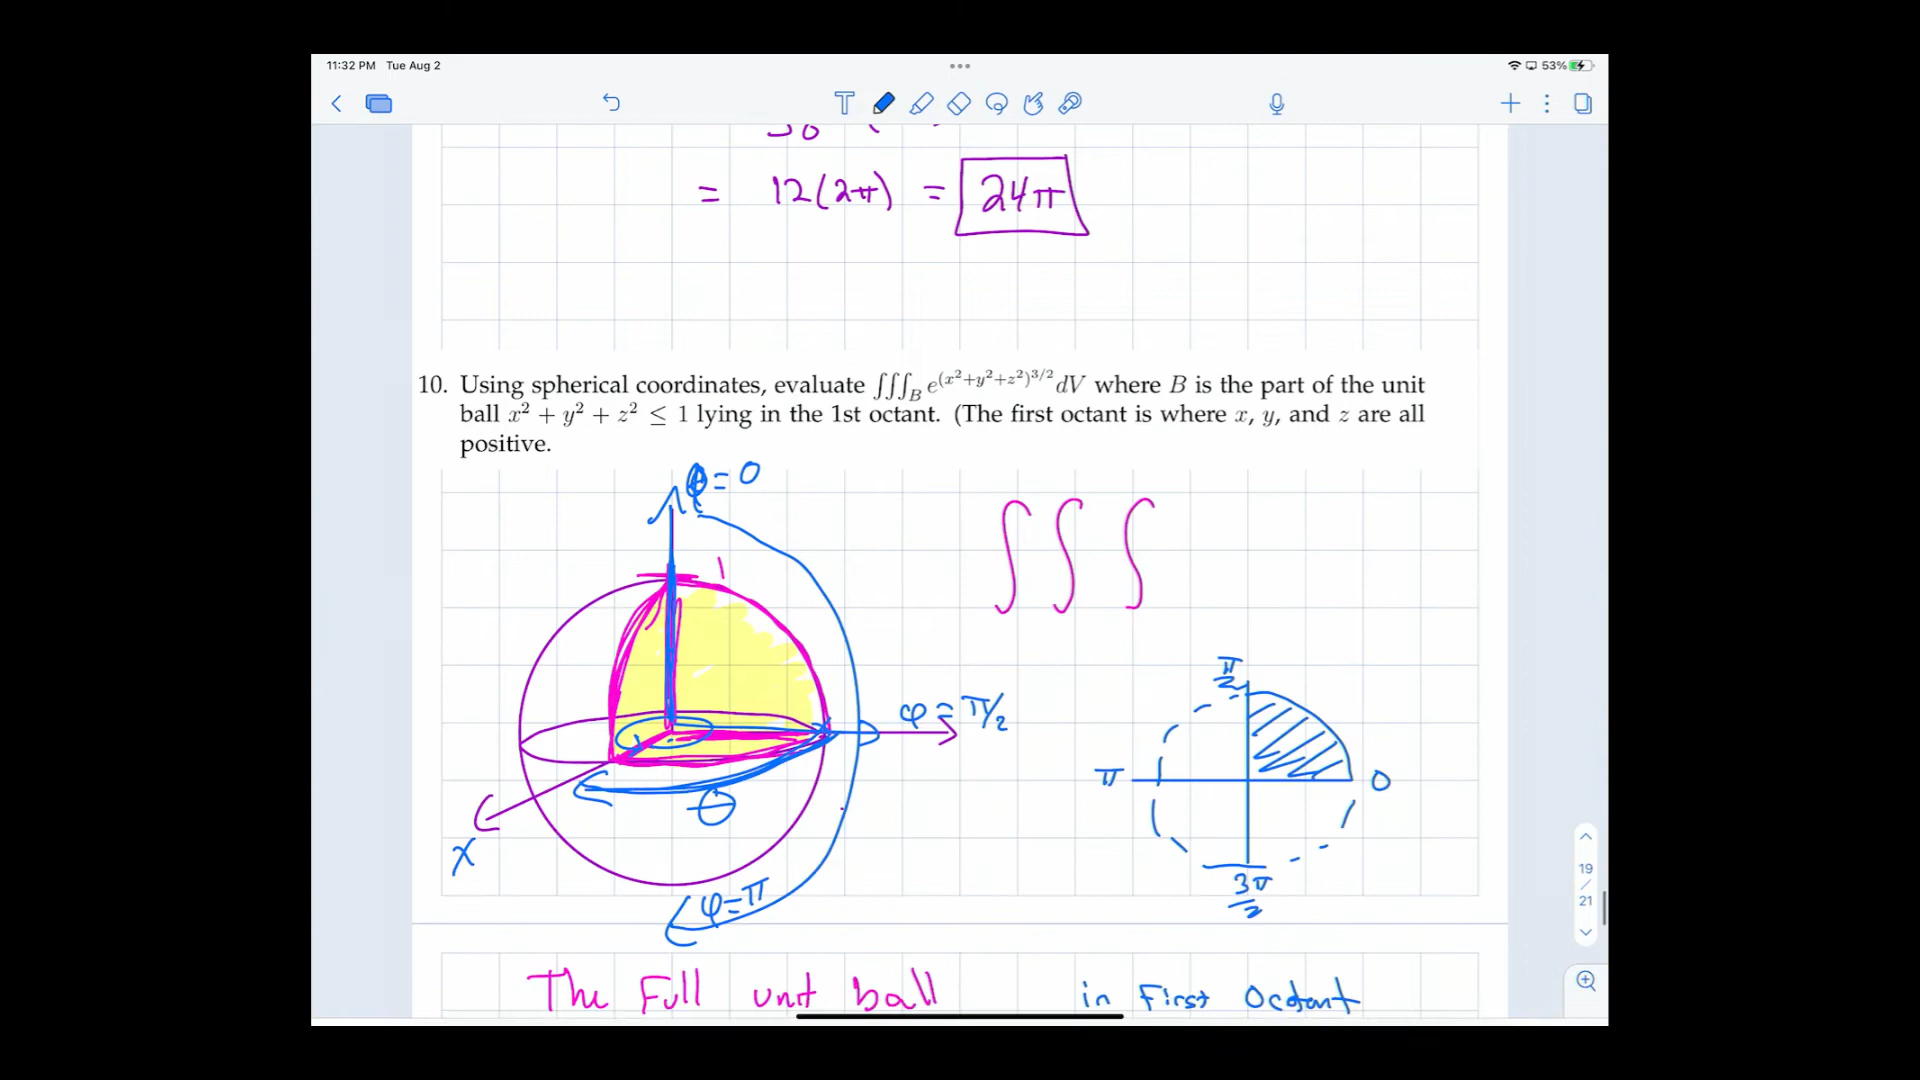 11:32 PM Tue Aug 2
53%
= 12(2π) = 24π
10. Using spherical coordinates, evaluate ∭_B e^{(x²+y²+z²)^{3/2}} dV where B is the part of the unit
ball x² + y² + z² ≤ 1 lying in the 1st octant. (The first octant is where x, y, and z are all
positive.
φ = 0
∫ ∫ ∫
1
π/2
φ = π/2
π
0
θ
x
3π/2
φ=π
19
/
21
The Full unit ball in First Octant